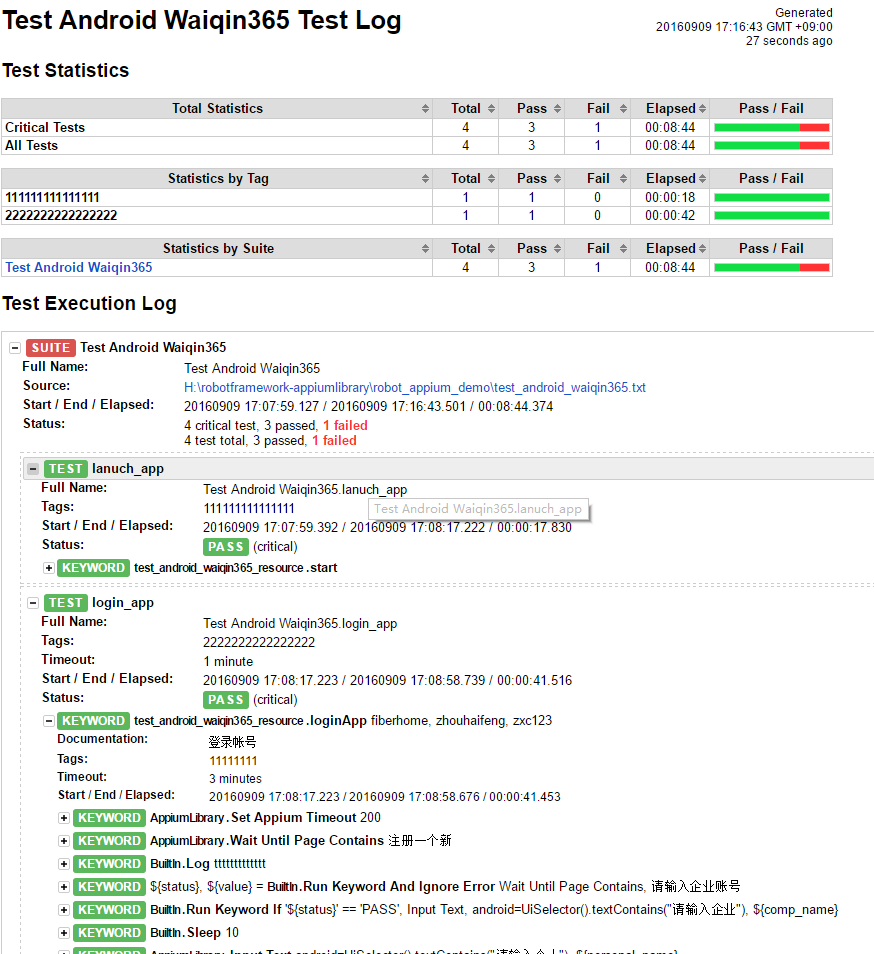 Test Android Waiqin365 Test Log
Generated
20160909 17:16:43 GMT +09:00
27 seconds ago
Test Statistics
Total Statistics Total Pass Fail Elapsed Pass / Fail
Critical Tests 4 3 1 00:08:44
All Tests 4 3 1 00:08:44
Statistics by Tag Total Pass Fail Elapsed Pass / Fail
111111111111111 1 1 0 00:00:18
2222222222222222 1 1 0 00:00:42
Statistics by Suite Total Pass Fail Elapsed Pass / Fail
Test Android Waiqin365 4 3 1 00:08:44
Test Execution Log
SUITE Test Android Waiqin365
Full Name: Test Android Waiqin365
Source: H:\robotframework-appiumlibrary\robot_appium_demo\test_android_waiqin365.txt
Start / End / Elapsed: 20160909 17:07:59.127 / 20160909 17:16:43.501 / 00:08:44.374
Status: 4 critical test, 3 passed, 1 failed
4 test total, 3 passed, 1 failed
TEST lanuch_app
Full Name: Test Android Waiqin365.lanuch_app
Tags: 111111111111111
Test Android Waiqin365.lanuch_app
Start / End / Elapsed: 20160909 17:07:59.392 / 20160909 17:08:17.222 / 00:00:17.830
Status: PASS (critical)
KEYWORD test_android_waiqin365_resource.start
TEST login_app
Full Name: Test Android Waiqin365.login_app
Tags: 2222222222222222
Timeout: 1 minute
Start / End / Elapsed: 20160909 17:08:17.223 / 20160909 17:08:58.739 / 00:00:41.516
Status: PASS (critical)
KEYWORD test_android_waiqin365_resource.loginApp fiberhome, zhouhaifeng, zxc123
Documentation: 登录帐号
Tags: 11111111
Timeout: 3 minutes
Start / End / Elapsed: 20160909 17:08:17.223 / 20160909 17:08:58.676 / 00:00:41.453
KEYWORD AppiumLibrary.Set Appium Timeout 200
KEYWORD AppiumLibrary.Wait Until Page Contains 注册一个新
KEYWORD BuiltIn.Log ttttttttttttt
KEYWORD ${status}, ${value} = BuiltIn.Run Keyword And Ignore Error Wait Until Page Contains, 请输入企业账号
KEYWORD BuiltIn.Run Keyword If '${status}' == 'PASS', Input Text, android=UiSelector().textContains("请输入企业"), ${comp_name}
KEYWORD BuiltIn.Sleep 10
KEYWORD AppiumLibrary.Input Text android=UiSelector().textContains("请输入个人"), ${personal_name}